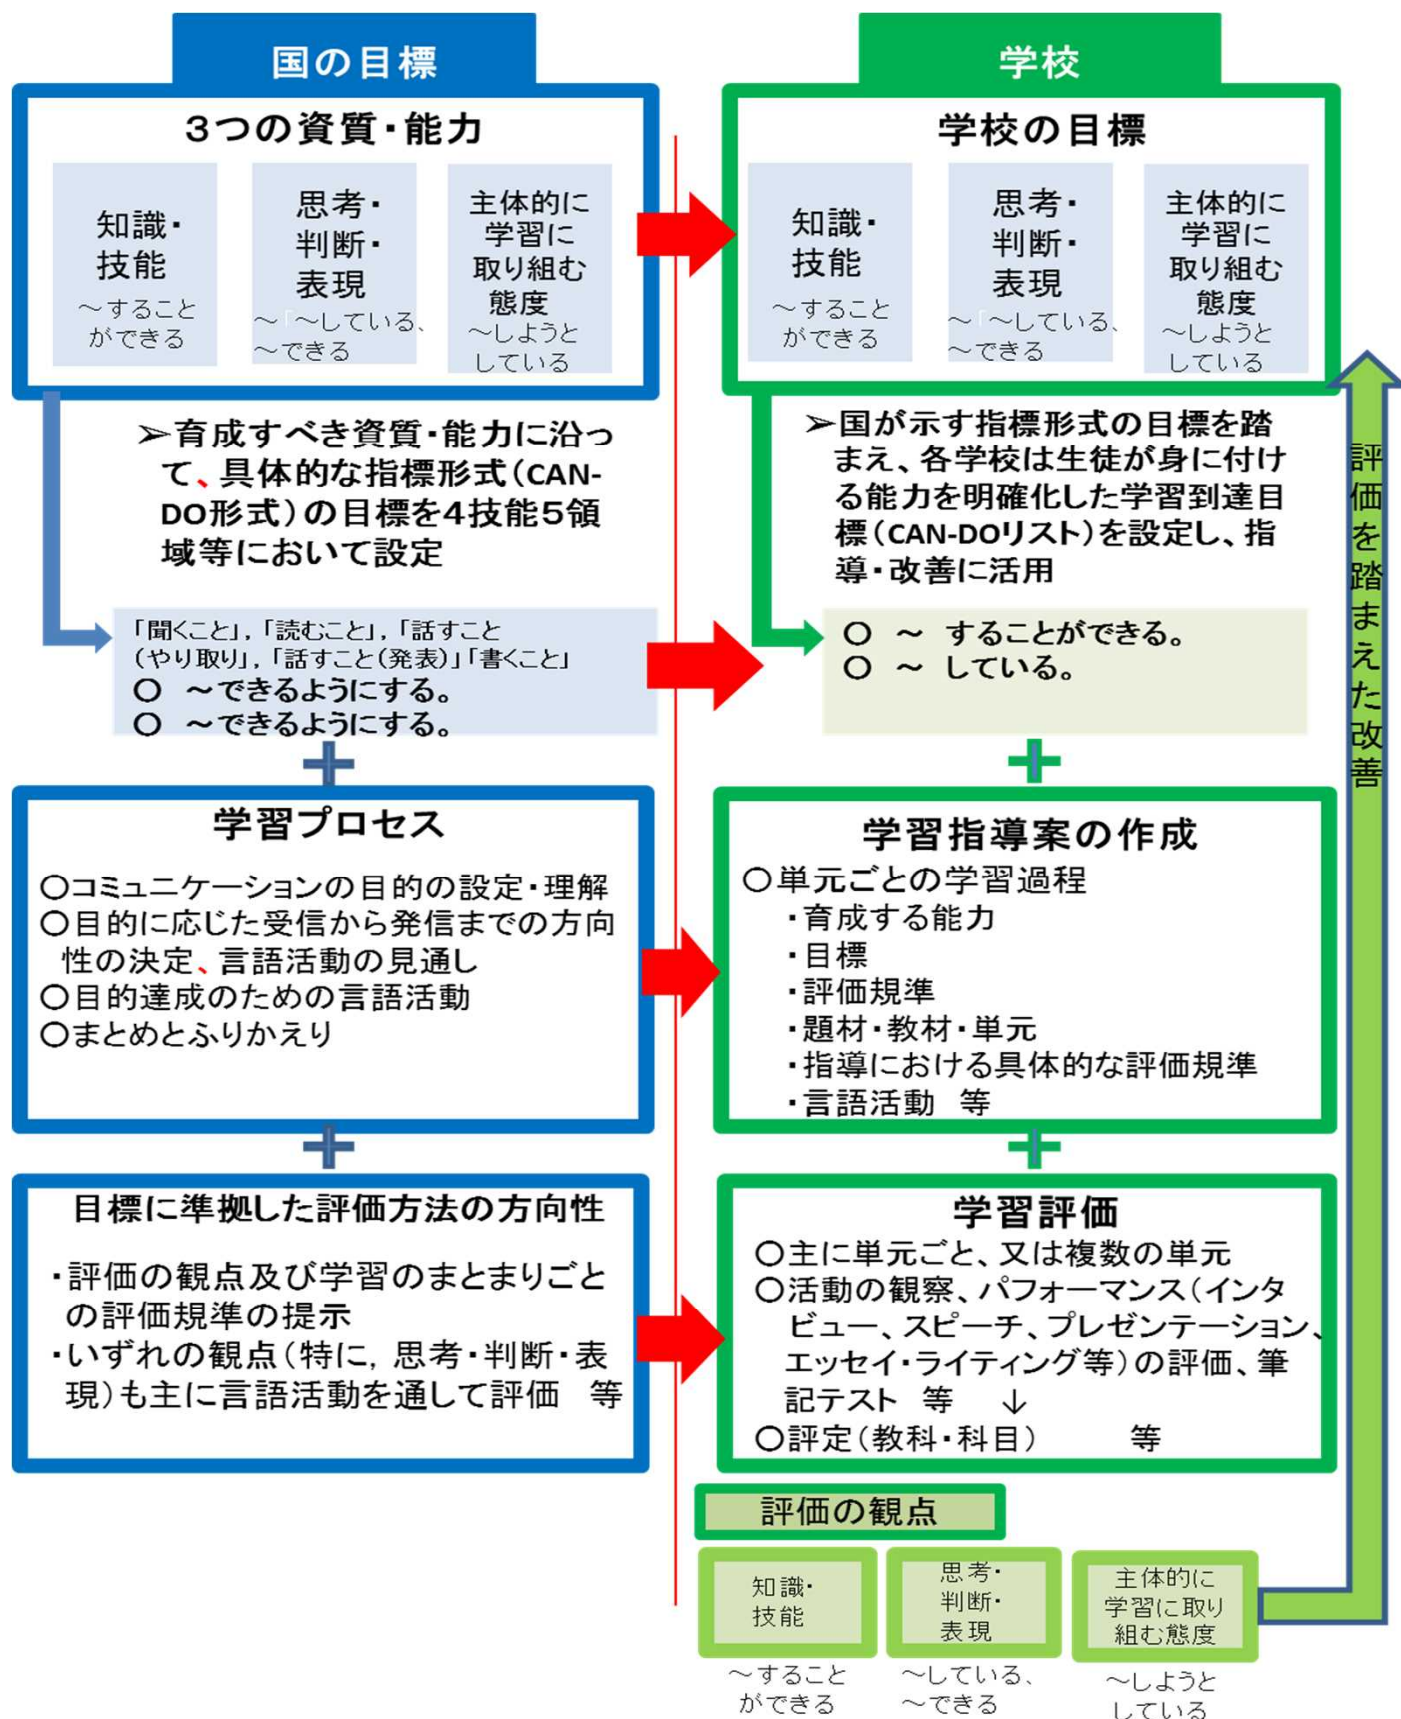 国の目標
3つの資質・能力
知識・
技能
～すること
ができる
思考・
判断・
表現
～「～している、
～できる
主体的に
学習に
取り組む
態度
～しようと
している
➢育成すべき資質・能力に沿っ
て、具体的な指標形式(CAN-
DO形式)の目標を4技能5領
域等において設定
「聞くこと」,「読むこと」,「話すこと
(やり取り」,「話すこと(発表)」「書くこと」
○ ～できるようにする。
○ ～できるようにする。
学習プロセス
○コミュニケーションの目的の設定・理解
○目的に応じた受信から発信までの方向
性の決定、言語活動の見通し
○目的達成のための言語活動
○まとめとふりかえり
目標に準拠した評価方法の方向性
・評価の観点及び学習のまとまりごと
の評価規準の提示
・いずれの観点(特に,思考・判断・表
現)も主に言語活動を通して評価 等
学校
学校の目標
知識・
技能
～すること
ができる
思考・
判断・
表現
～「～している、
～できる
主体的に
学習に
取り組む
態度
～しようと
している
➢国が示す指標形式の目標を踏
まえ、各学校は生徒が身に付け
る能力を明確化した学習到達目
標(CAN-DOリスト)を設定し、指
導・改善に活用
○ ～ することができる。
○ ～ している。
学習指導案の作成
○単元ごとの学習過程
・育成する能力
・目標
・評価規準
・題材・教材・単元
・指導における具体的な評価規準
・言語活動 等
学習評価
○主に単元ごと、又は複数の単元
○活動の観察、パフォーマンス(インタ
ビュー、スピーチ、プレゼンテーション、
エッセイ・ライティング等)の評価、筆
記テスト 等 ↓
○評定(教科・科目) 等
評価の観点
知識・
技能
～すること
ができる
思考・
判断・
表現
～している、
～できる
主体的に
学習に取り
組む態度
～しようと
している
評価を踏まえた改善